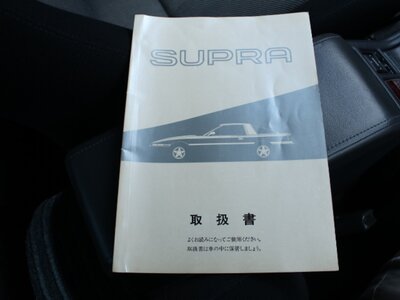 SUPRA
取扱書
よくお読みになってご使用ください。
取扱書は車の中に保管しましょう。